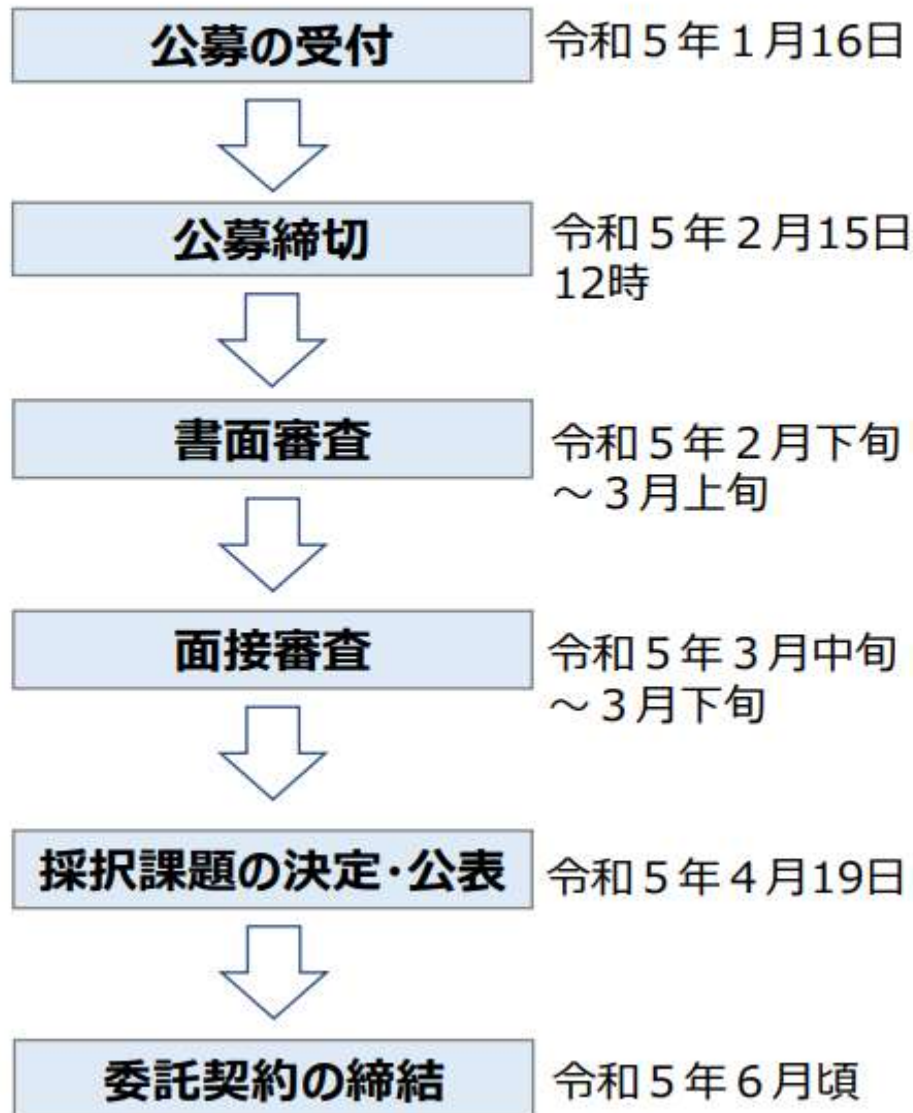 公募の受付
令和５年１月16日
公募締切
令和５年２月15日
12時
書面審査
令和５年２月下旬
～３月上旬
面接審査
令和５年３月中旬
～３月下旬
採択課題の決定・公表
令和５年４月19日
委託契約の締結
令和５年６月頃